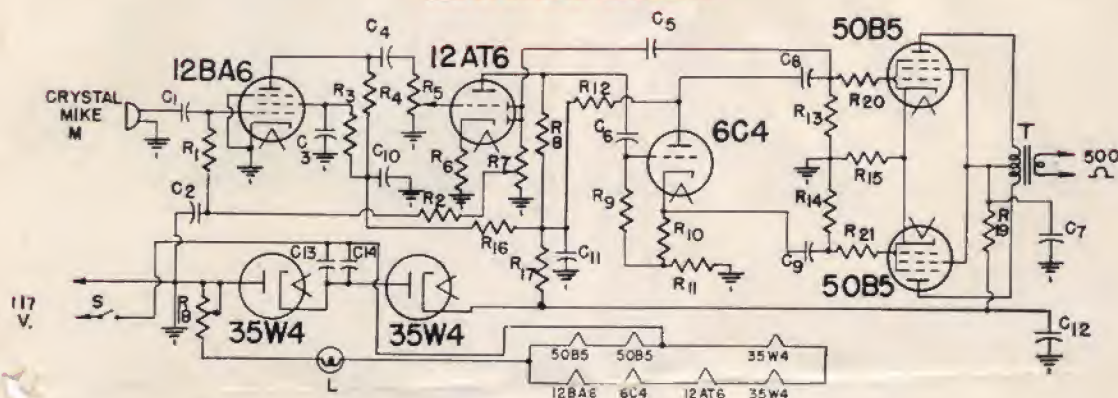 C5
50B5
C4
12BA6
12AT6
C8
CRYSTAL
MIKE
M
C1
R3
R4
R5
R12
R20
R13
T
R1
C3
C10
R6
R7
R8
C6
6C4
R15
500
Ω
C2
R2
R9
R14
R16
R10
R21
R19
C7
C13
C14
R17
C11
R11
C9
117
V.
S
R18
35W4
35W4
50B5
C12
L
50B5
50B5
35W4
12BA6
6C4
12AT6
35W4